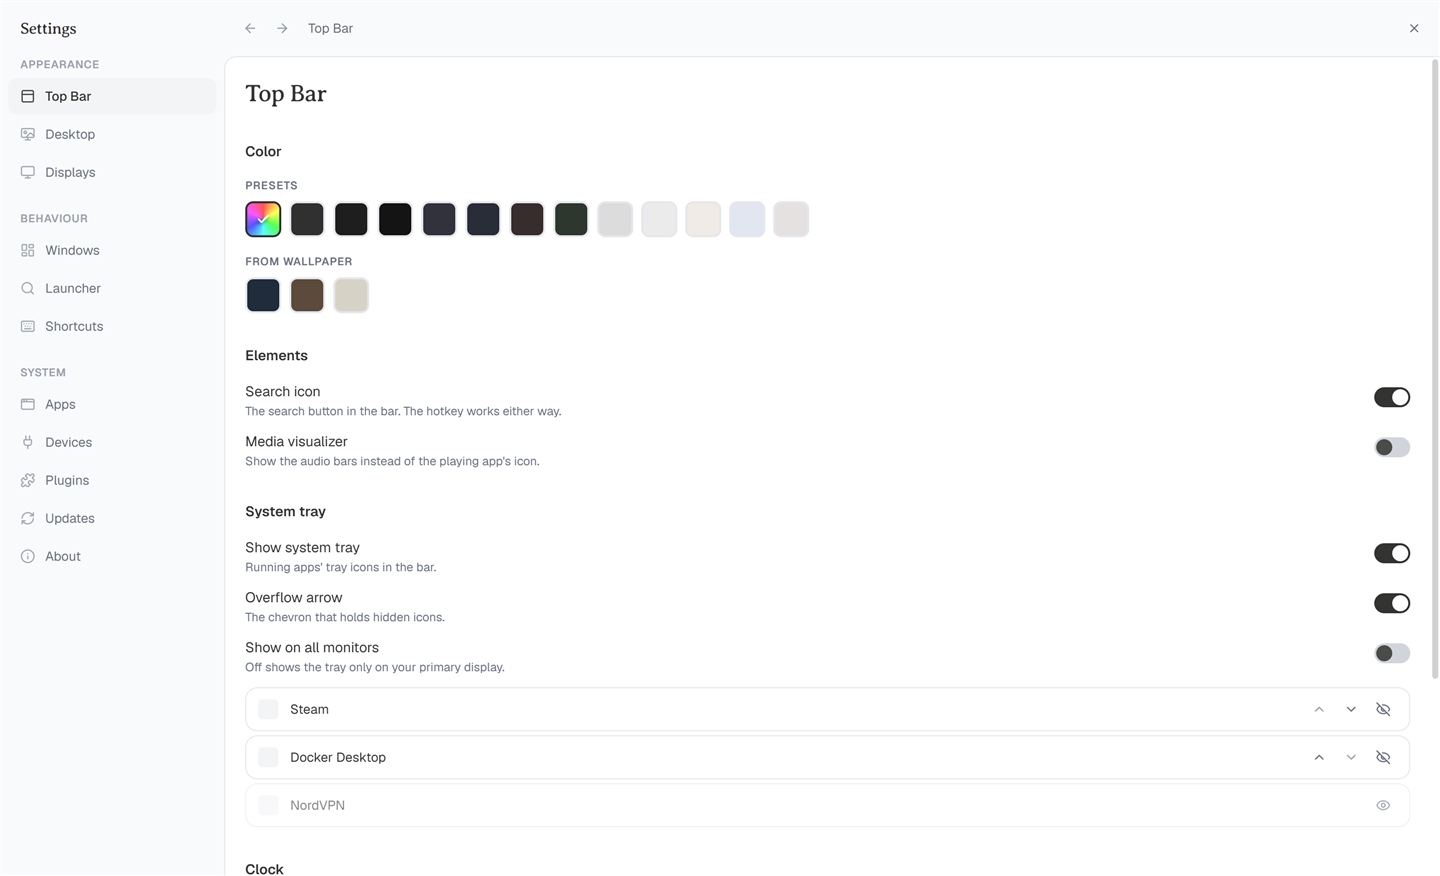 Settings
Top Bar
APPEARANCE
Top Bar
Desktop
Displays
BEHAVIOUR
Windows
Launcher
Shortcuts
SYSTEM
Apps
Devices
Plugins
Updates
About
Top Bar
Color
PRESETS
FROM WALLPAPER
Elements
Search icon
The search button in the bar. The hotkey works either way.
Media visualizer
Show the audio bars instead of the playing app's icon.
System tray
Show system tray
Running apps' tray icons in the bar.
Overflow arrow
The chevron that holds hidden icons.
Show on all monitors
Off shows the tray only on your primary display.
Steam
Docker Desktop
NordVPN
Clock